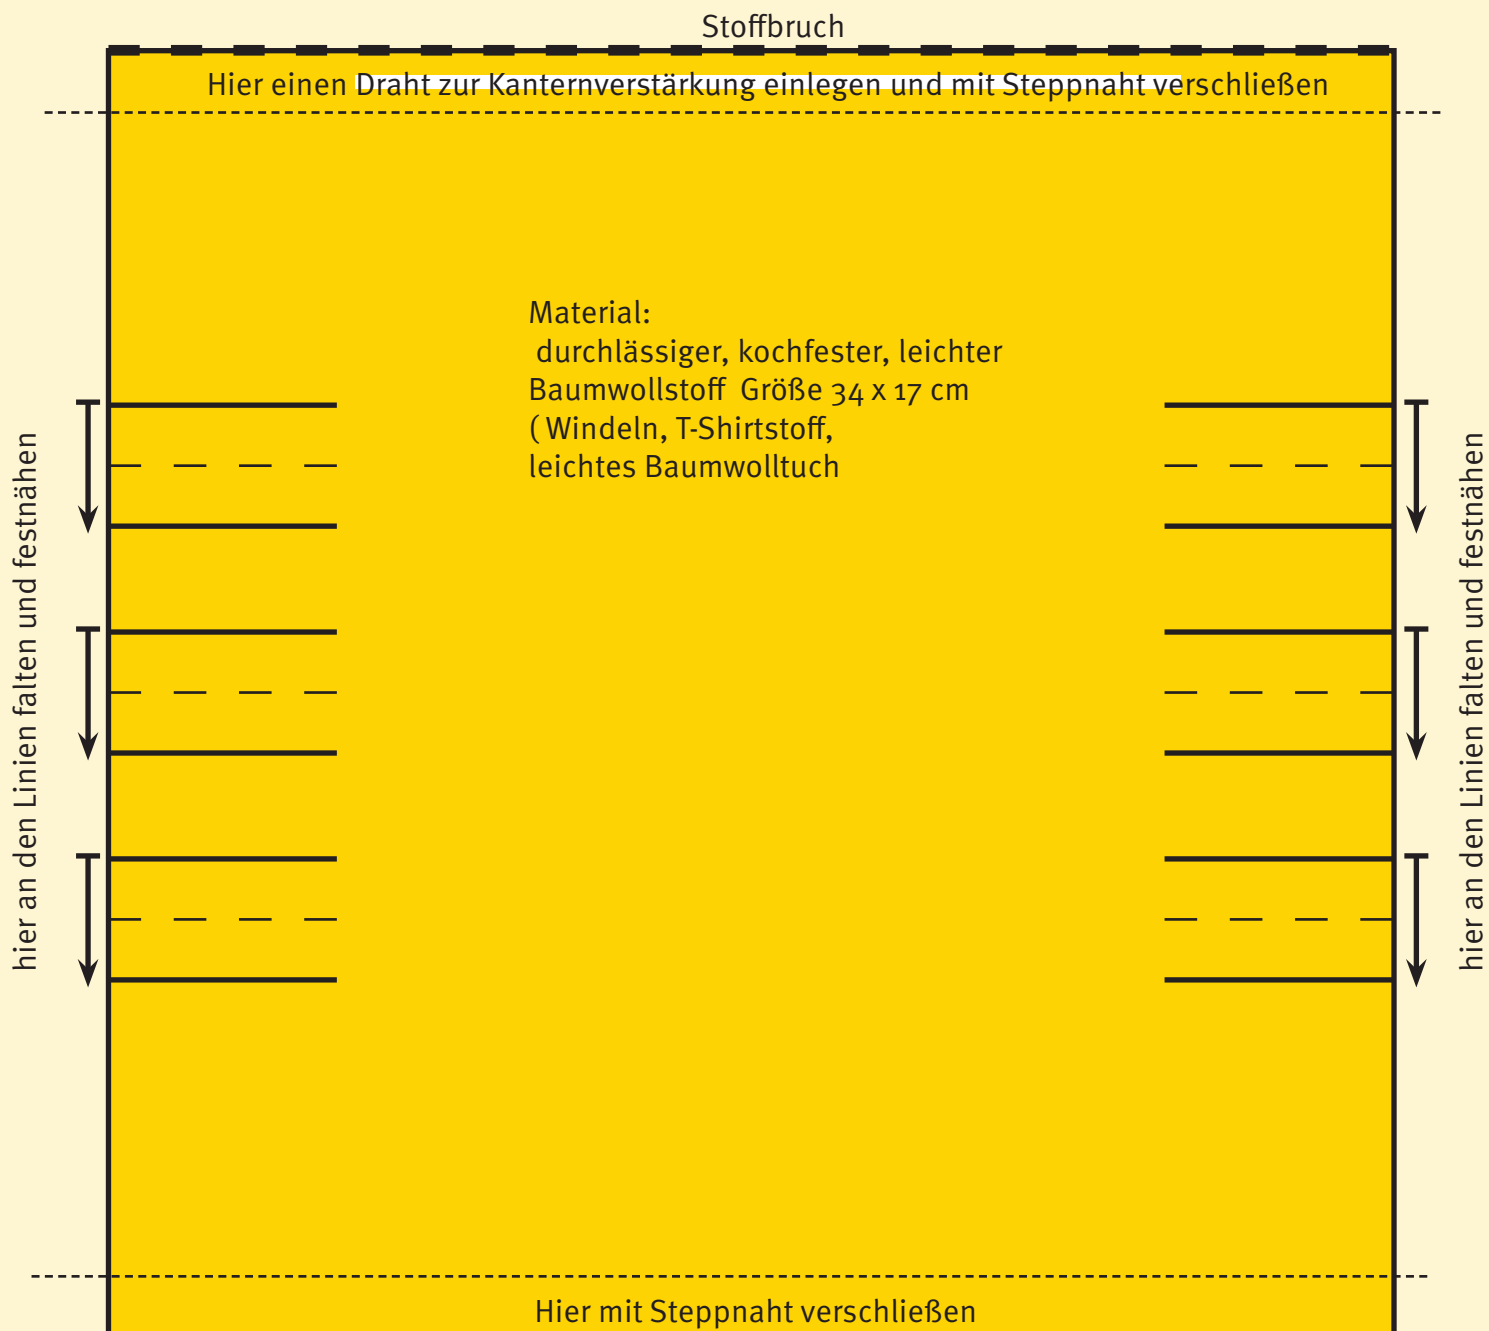 Stoffbruch
Hier einen Draht zur Kanternverstärkung einlegen und mit Steppnaht verschließen
Material:
durchlässiger, kochfester, leichter
Baumwollstoff Größe 34 x 17 cm
( Windeln, T-Shirtstoff,
leichtes Baumwolltuch
hier an den Linien falten und festnähen
hier an den Linien falten und festnähen
Hier mit Steppnaht verschließen